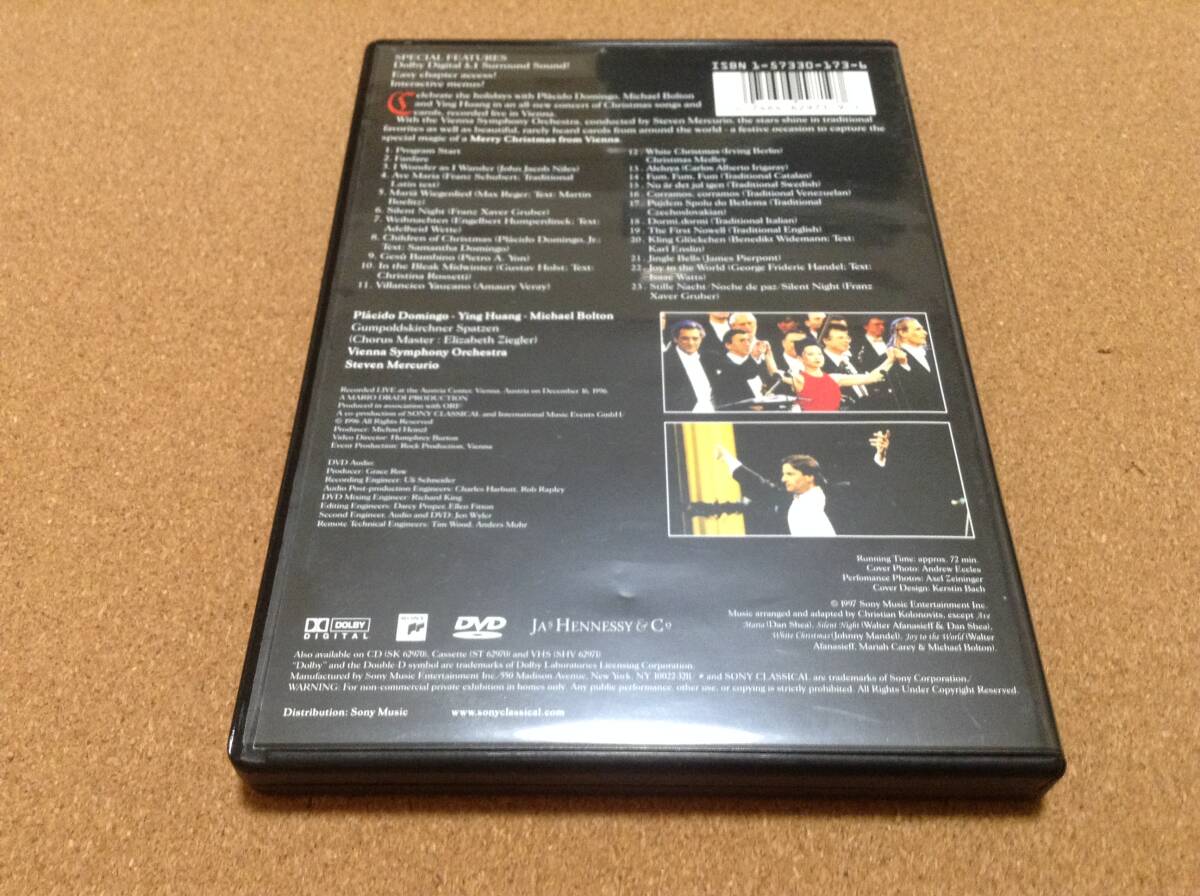 SPECIAL FEATURES
Dolby Digital 5.1 Surround Sound!
Easy chapter access!
Interactive menus!
ISBN 1-57330-173-6
Celebrate the holidays with Plácido Domingo, Michael Bolton
and Ying Huang in an all-new concert of Christmas songs and
carols, recorded live in Vienna.
With the Vienna Symphony Orchestra, conducted by Steven Mercurio, the stars shine in traditional
favorites as well as beautiful, rarely heard carols from around the world - a festive occasion to capture the
special magic of a Merry Christmas from Vienna.
1. Program Start
2. Fanfare
3. I Wonder as I Wander (John Jacob Niles)
4. Ave Maria (Franz Schubert; Traditional
Latin text)
5. Mariä Wiegenlied (Max Reger; Text: Martin
Boelitz)
6. Silent Night (Franz Xaver Gruber)
7. Weihnachten (Engelbert Humperdinck; Text:
Adelheid Wette)
8. Children of Christmas (Plácido Domingo, Jr.;
Text: Samantha Domingo)
9. Gesù Bambino (Pietro A. Yon)
10. In the Bleak Midwinter (Gustav Holst; Text:
Christina Rossetti)
11. Villancico Yaucano (Amaury Veray)
12. White Christmas (Irving Berlin)
Christmas Medley
13. Aleluya (Carlos Alberto Irigaray)
14. Fum, Fum, Fum (Traditional Catalan)
15. Nu är det jul igen (Traditional Swedish)
16. Corramos, corramos (Traditional Venezuelan)
17. Pujdem Spolu do Betlema (Traditional
Czechoslovakian)
18. Dormi,dormi (Traditional Italian)
19. The First Nowell (Traditional English)
20. Kling Glöckchen (Benedikt Widemann; Text:
Karl Enslin)
21. Jingle Bells (James Pierpont)
22. Joy to the World (George Frideric Handel; Text:
Isaac Watts)
23. Stille Nacht/Noche de paz/Silent Night (Franz
Xaver Gruber)
Plácido Domingo · Ying Huang · Michael Bolton
Gumpoldskirchner Spatzen
(Chorus Master : Elizabeth Ziegler)
Vienna Symphony Orchestra
Steven Mercurio
Recorded LIVE at the Austria Center, Vienna, Austria on December 16, 1996
A MARIO DRADI PRODUCTION
Produced in association with ORF
A co-production of SONY CLASSICAL and International Music Events GmbH
© 1996 All Rights Reserved
Producer: Michael Heinzl
Video Director: Humphrey Burton
Event Production: Rock Production, Vienna
DVD Audio:
Producer: Grace Row
Recording Engineer: Uli Schneider
Audio Post-production Engineers: Charles Harbutt, Rob Rapley
DVD Mixing Engineer: Richard King
Editing Engineers: Darcy Proper, Ellen Fitton
Second Engineer, Audio and DVD: Jen Wyler
Remote Technical Engineers: Tim Wood, Anders Muhr
Running Time: approx. 72 min.
Cover Photo: Andrew Eccles
Perfomance Photos: Axel Zeininger
Cover Design: Kerstin Bach
© 1997 Sony Music Entertainment Inc.
Music arranged and adapted by Christian Kolonovits, except Ave
Maria (Dan Shea), Silent Night (Walter Afanasieff & Dan Shea),
White Christmas (Johnny Mandel), Joy to the World (Walter
Afanasieff, Mariah Carey & Michael Bolton).
DOLBY
DIGITAL
SONY
DVD
VIDEO
JAs HENNESSY & Co
Also available on CD (SK 62970), Cassette (ST 62970) and VHS (SHV 62971)
"Dolby" and the Double-D symbol are trademarks of Dolby Laboratories Licensing Corporation.
Manufactured by Sony Music Entertainment Inc./550 Madison Avenue, New York, NY 10022-3211/ and SONY CLASSICAL are trademarks of Sony Corporation./
WARNING: For non-commercial private exhibition in homes only. Any public performance, other use, or copying is strictly prohibited. All Rights Under Copyright Reserved.
Distribution: Sony Music
www.sonyclassical.com